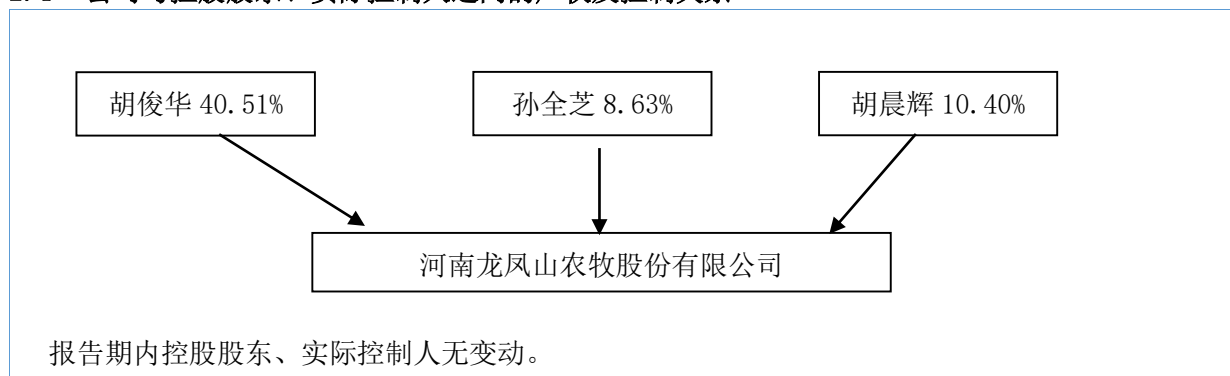 胡俊华 40.51%
孙全芝 8.63%
胡晨辉 10.40%
河南龙凤山农牧股份有限公司
报告期内控股股东、实际控制人无变动。